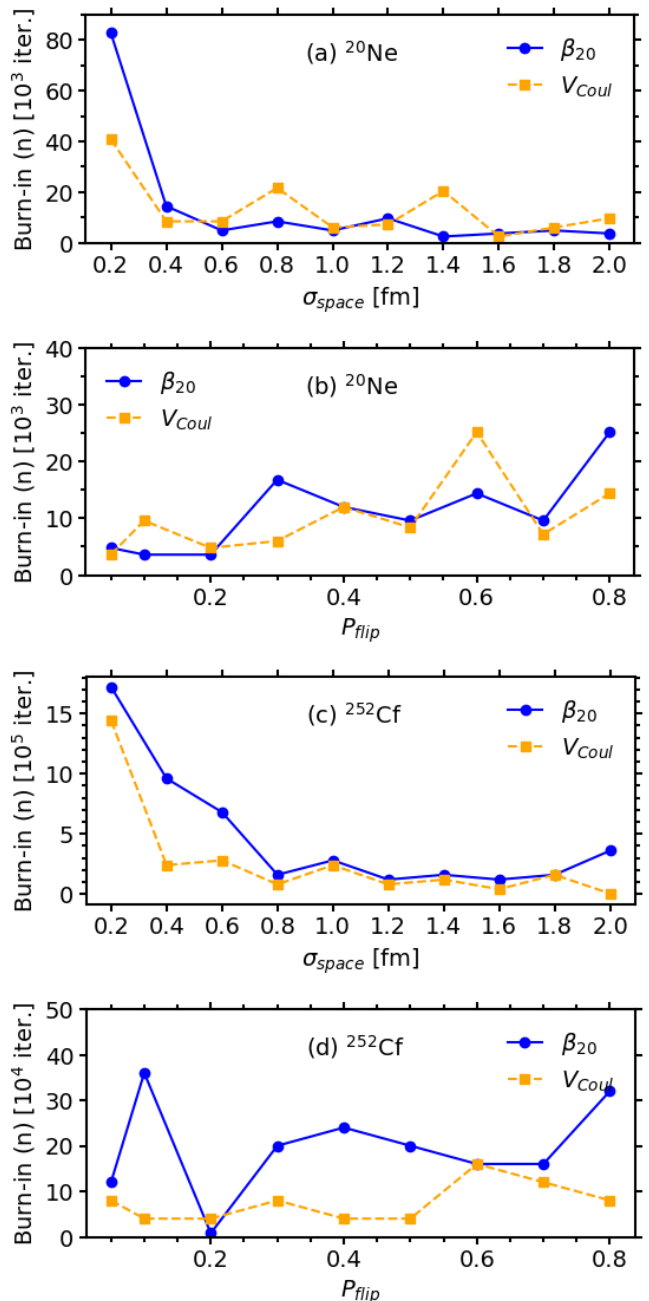 Burn-in (n) [10³ iter.]
80
60
40
20
0
(a) ²⁰Ne
β₂₀
V_Coul
0.2 0.4 0.6 0.8 1.0 1.2 1.4 1.6 1.8 2.0
σ_space [fm]
Burn-in (n) [10³ iter.]
40
30
20
10
0
β₂₀
V_Coul
(b) ²⁰Ne
0.2 0.4 0.6 0.8
P_flip
Burn-in (n) [10⁵ iter.]
15
10
5
0
(c) ²⁵²Cf
β₂₀
V_Coul
0.2 0.4 0.6 0.8 1.0 1.2 1.4 1.6 1.8 2.0
σ_space [fm]
Burn-in (n) [10⁴ iter.]
50
40
30
20
10
0
(d) ²⁵²Cf
β₂₀
V_Coul
0.2 0.4 0.6 0.8
P_flip